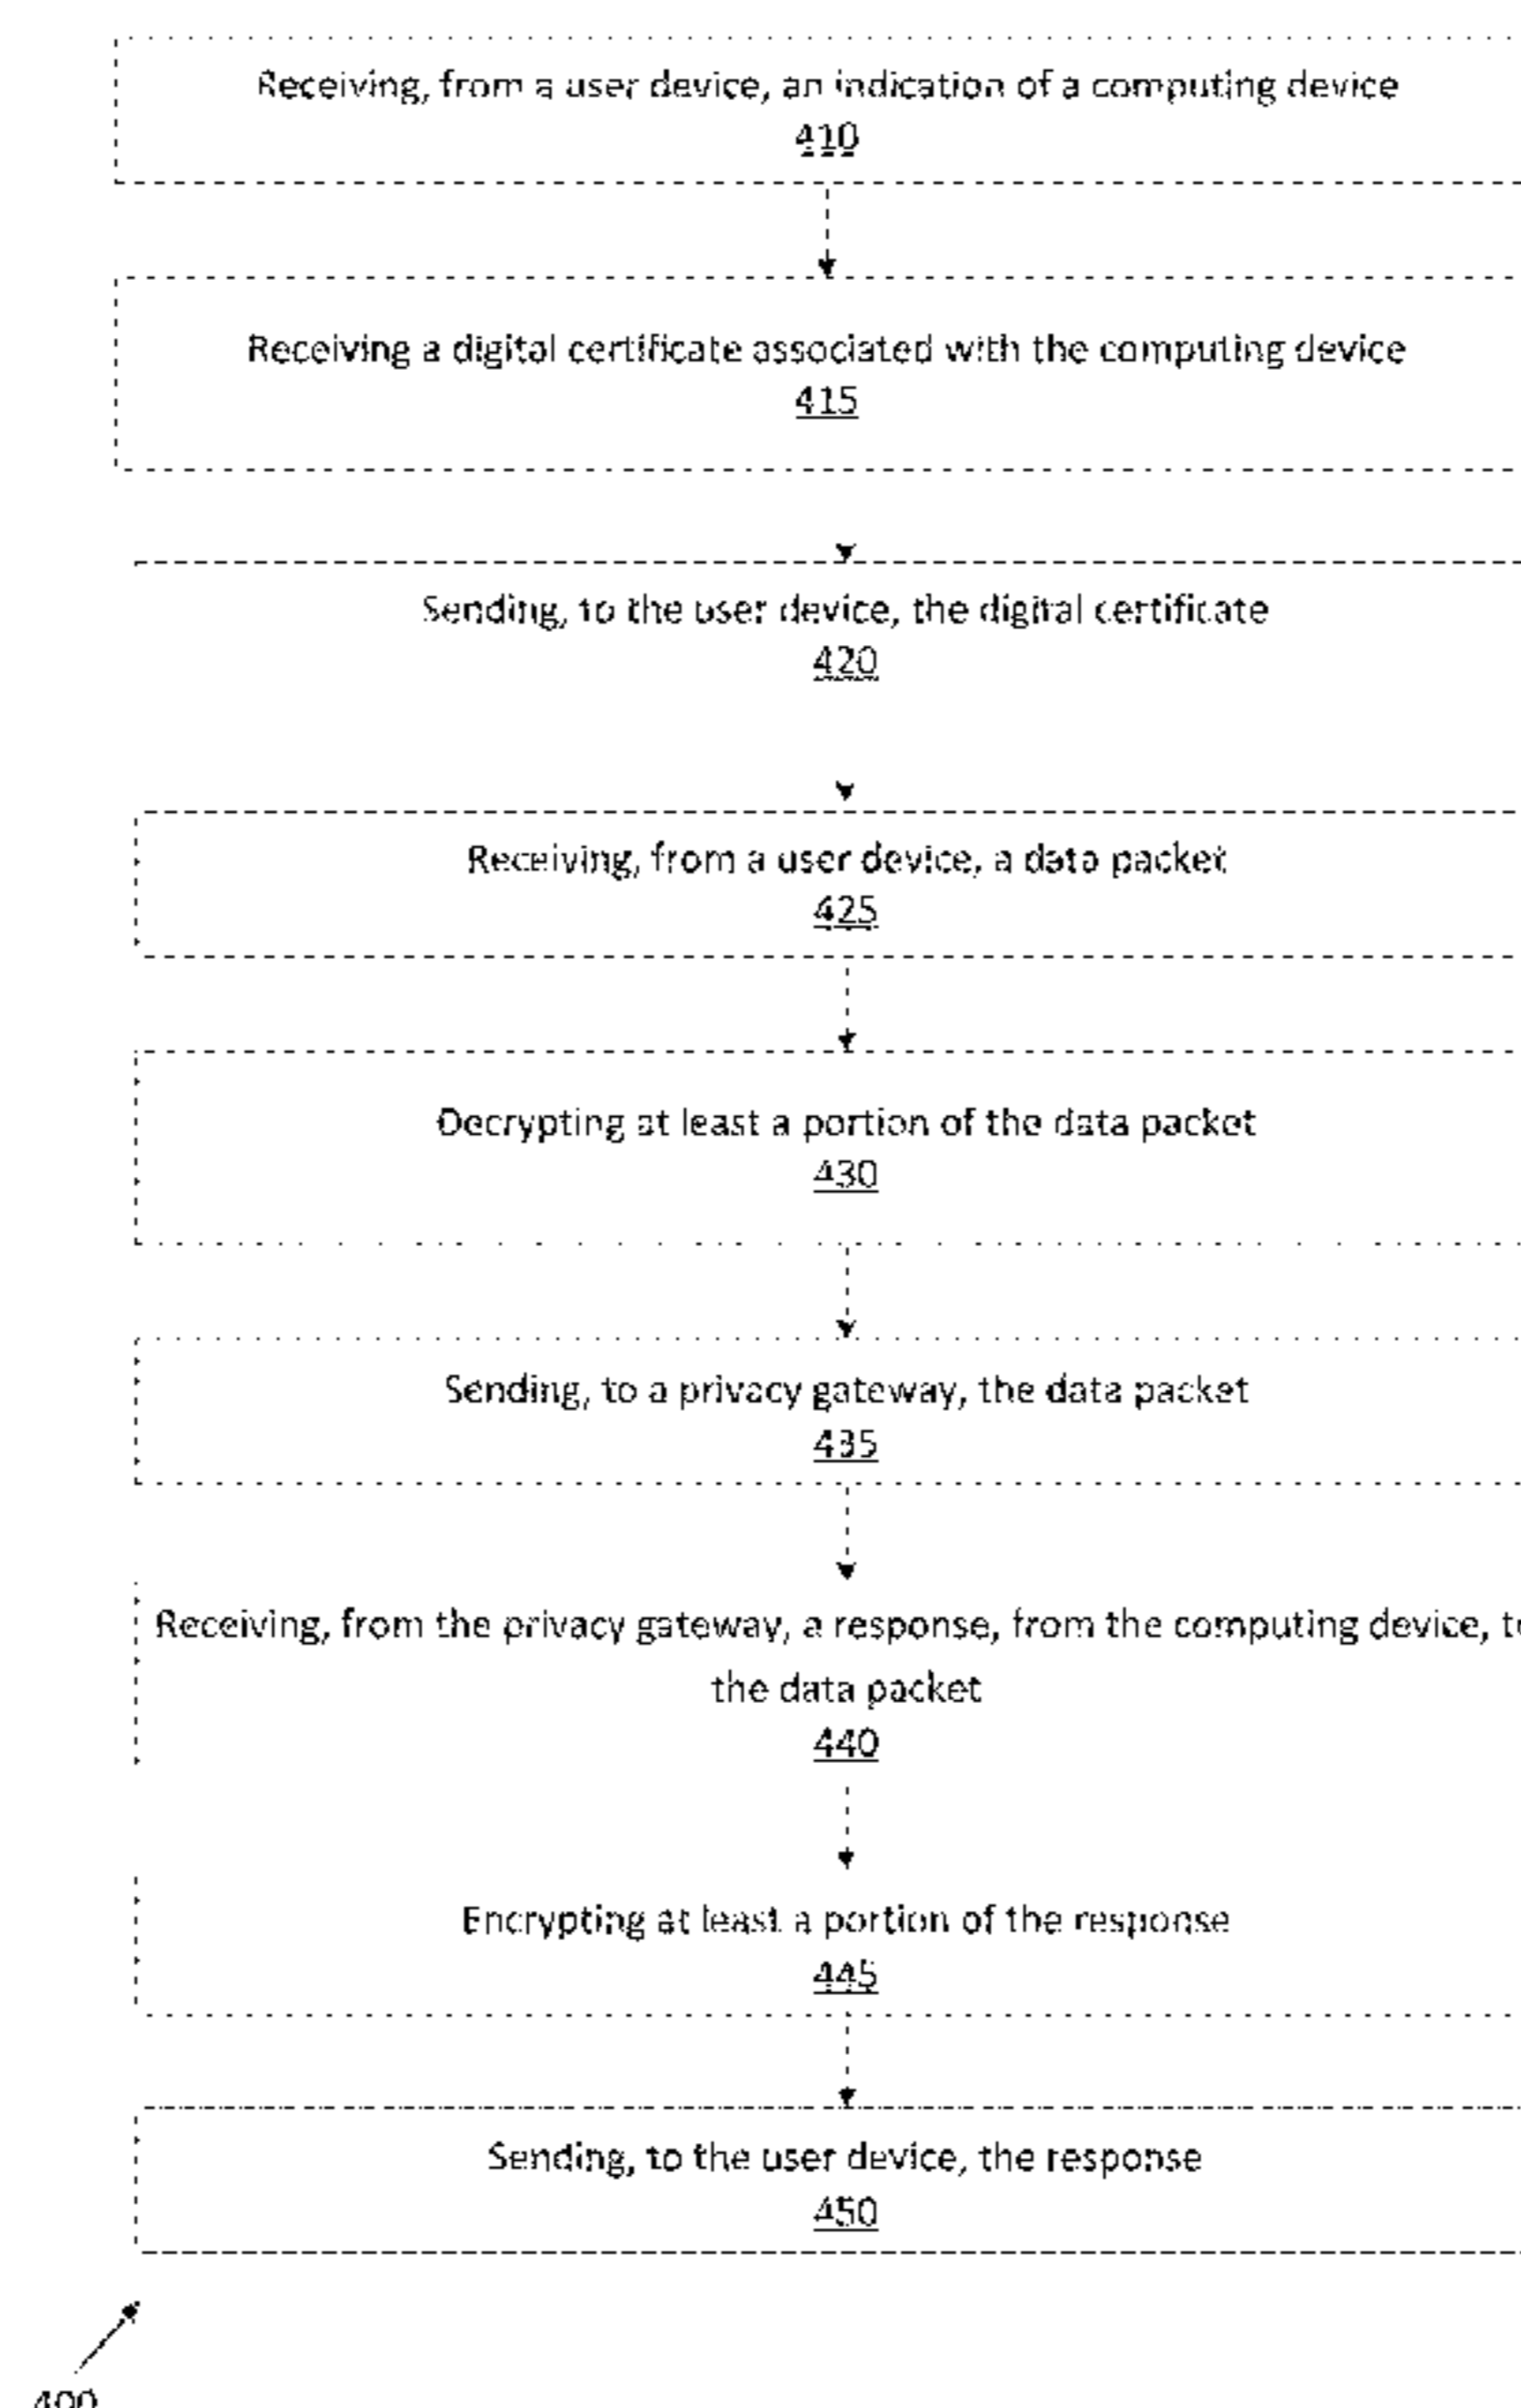 Receiving, from a user device, an indication of a computing device
410
Receiving a digital certificate associated with the computing device
415
Sending, to the user device, the digital certificate
420
Receiving, from a user device, a data packet
425
Decrypting at least a portion of the data packet
430
Sending, to a privacy gateway, the data packet
435
Receiving, from the privacy gateway, a response, from the computing device, to
the data packet
440
Encrypting at least a portion of the response
445
Sending, to the user device, the response
450
400